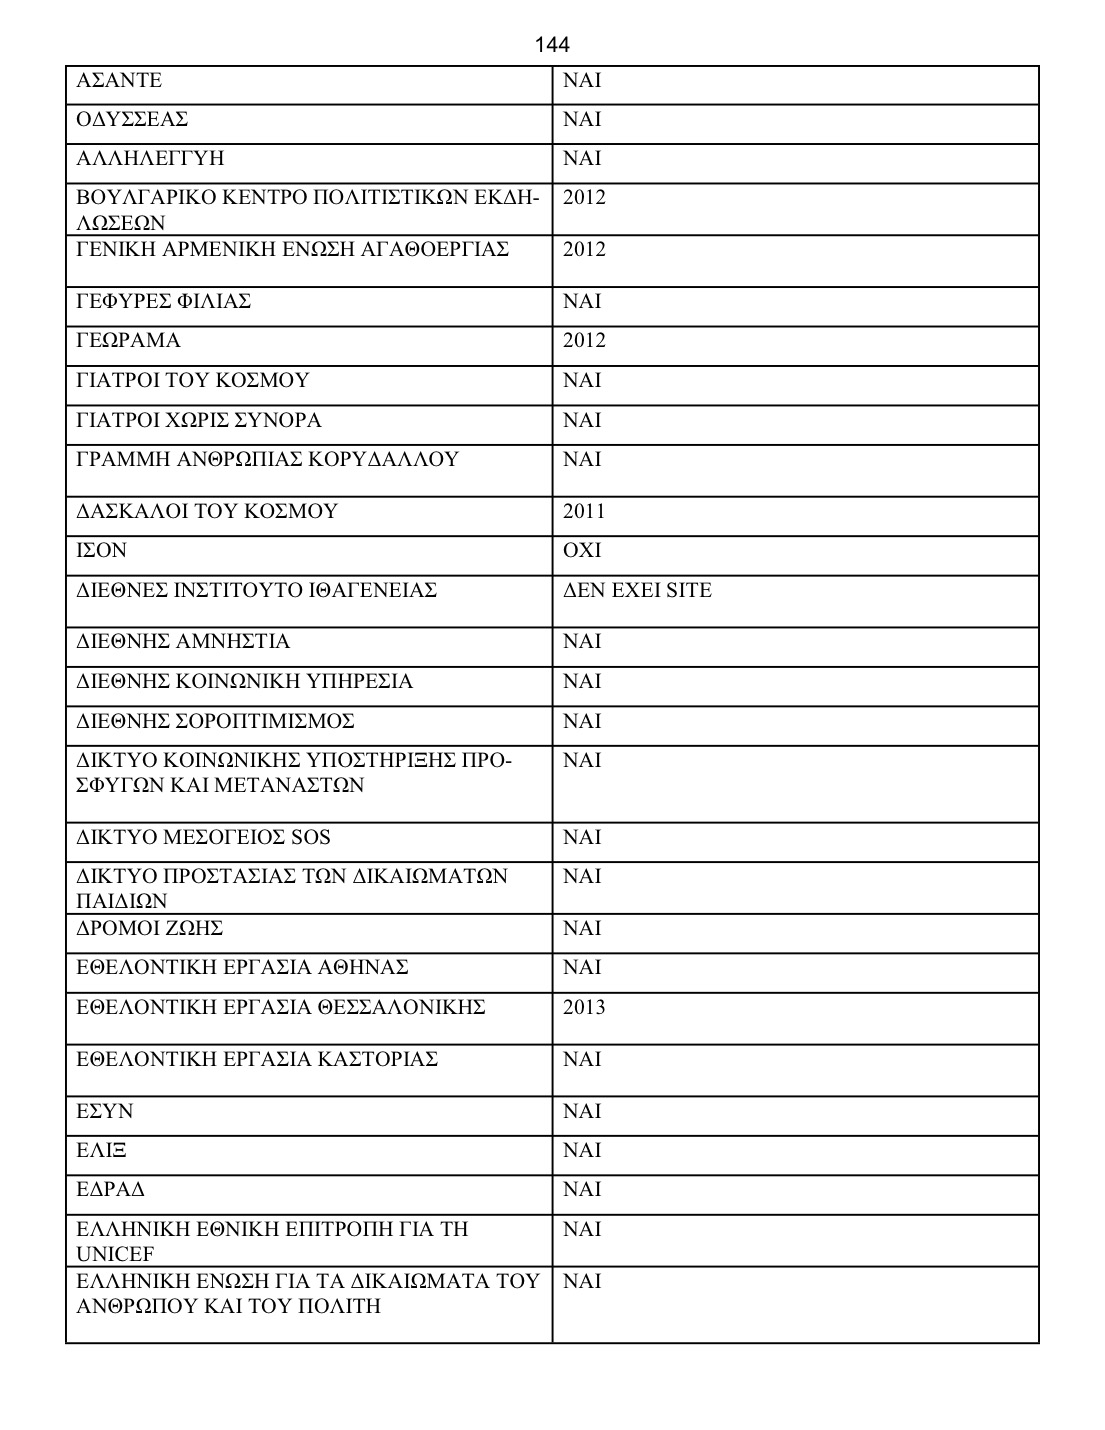 144
ΑΣΑΝΤΕ ΝΑΙ
ΟΔΥΣΣΕΑΣ ΝΑΙ
ΑΛΛΗΛΕΓΓΥΗ ΝΑΙ
ΒΟΥΛΓΑΡΙΚΟ ΚΕΝΤΡΟ ΠΟΛΙΤΙΣΤΙΚΩΝ ΕΚΔΗ- 2012
ΛΩΣΕΩΝ
ΓΕΝΙΚΗ ΑΡΜΕΝΙΚΗ ΕΝΩΣΗ ΑΓΑΘΟΕΡΓΙΑΣ 2012
ΓΕΦΥΡΕΣ ΦΙΛΙΑΣ ΝΑΙ
ΓΕΩΡΑΜΑ 2012
ΓΙΑΤΡΟΙ ΤΟΥ ΚΟΣΜΟΥ ΝΑΙ
ΓΙΑΤΡΟΙ ΧΩΡΙΣ ΣΥΝΟΡΑ ΝΑΙ
ΓΡΑΜΜΗ ΑΝΘΡΩΠΙΑΣ ΚΟΡΥΔΑΛΛΟΥ ΝΑΙ
ΔΑΣΚΑΛΟΙ ΤΟΥ ΚΟΣΜΟΥ 2011
ΙΣΟΝ ΟΧΙ
ΔΙΕΘΝΕΣ ΙΝΣΤΙΤΟΥΤΟ ΙΘΑΓΕΝΕΙΑΣ ΔΕΝ ΕΧΕΙ SITE
ΔΙΕΘΝΗΣ ΑΜΝΗΣΤΙΑ ΝΑΙ
ΔΙΕΘΝΗΣ ΚΟΙΝΩΝΙΚΗ ΥΠΗΡΕΣΙΑ ΝΑΙ
ΔΙΕΘΝΗΣ ΣΟΡΟΠΤΙΜΙΣΜΟΣ ΝΑΙ
ΔΙΚΤΥΟ ΚΟΙΝΩΝΙΚΗΣ ΥΠΟΣΤΗΡΙΞΗΣ ΠΡΟ- ΝΑΙ
ΣΦΥΓΩΝ ΚΑΙ ΜΕΤΑΝΑΣΤΩΝ
ΔΙΚΤΥΟ ΜΕΣΟΓΕΙΟΣ SOS ΝΑΙ
ΔΙΚΤΥΟ ΠΡΟΣΤΑΣΙΑΣ ΤΩΝ ΔΙΚΑΙΩΜΑΤΩΝ ΝΑΙ
ΠΑΙΔΙΩΝ
ΔΡΟΜΟΙ ΖΩΗΣ ΝΑΙ
ΕΘΕΛΟΝΤΙΚΗ ΕΡΓΑΣΙΑ ΑΘΗΝΑΣ ΝΑΙ
ΕΘΕΛΟΝΤΙΚΗ ΕΡΓΑΣΙΑ ΘΕΣΣΑΛΟΝΙΚΗΣ 2013
ΕΘΕΛΟΝΤΙΚΗ ΕΡΓΑΣΙΑ ΚΑΣΤΟΡΙΑΣ ΝΑΙ
ΕΣΥΝ ΝΑΙ
ΕΛΙΞ ΝΑΙ
ΕΔΡΑΔ ΝΑΙ
ΕΛΛΗΝΙΚΗ ΕΘΝΙΚΗ ΕΠΙΤΡΟΠΗ ΓΙΑ ΤΗ ΝΑΙ
UNICEF
ΕΛΛΗΝΙΚΗ ΕΝΩΣΗ ΓΙΑ ΤΑ ΔΙΚΑΙΩΜΑΤΑ ΤΟΥ ΝΑΙ
ΑΝΘΡΩΠΟΥ ΚΑΙ ΤΟΥ ΠΟΛΙΤΗ